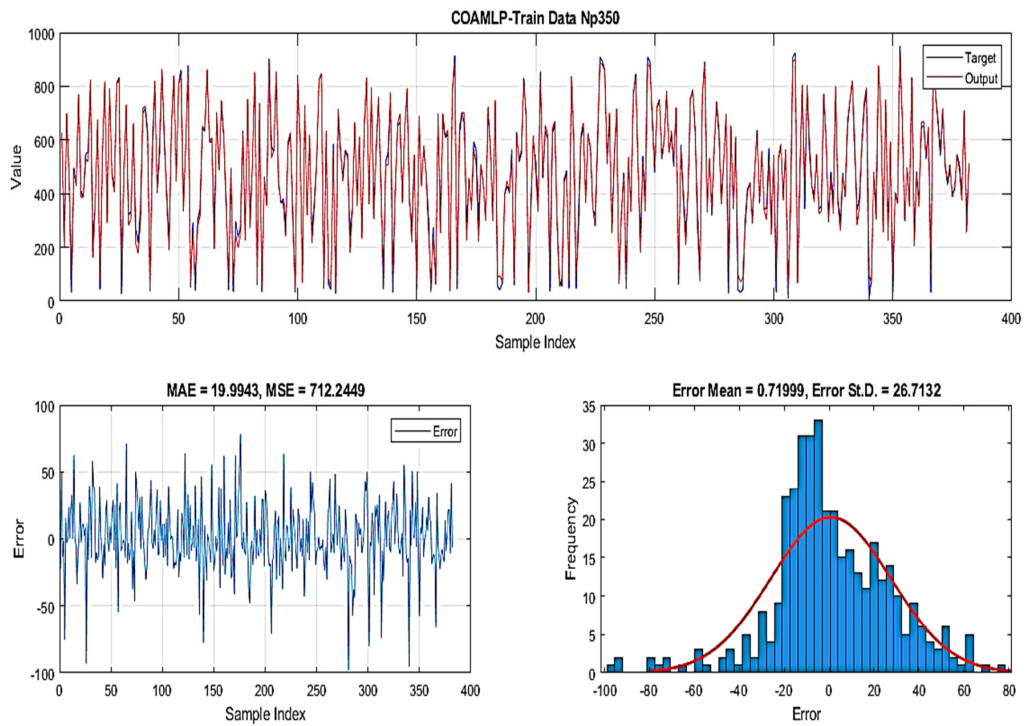 COAMLP-Train Data Np350
1000
800
600
400
200
0
Value
Target
Output
0 50 100 150 200 250 300 350 400
Sample Index
MAE = 19.9943, MSE = 712.2449
100
50
0
-50
-100
Error
Error
0 50 100 150 200 250 300 350 400
Sample Index
Error Mean = 0.71999, Error St.D. = 26.7132
35
30
25
20
15
10
5
0
Frequency
-100 -80 -60 -40 -20 0 20 40 60 80
Error